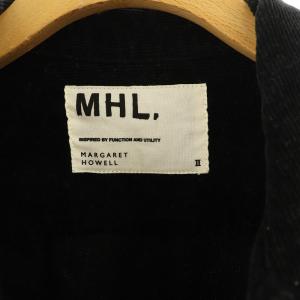 MHL,
INSPIRED BY FUNCTION AND UTILITY
MARGARET
HOWELL II